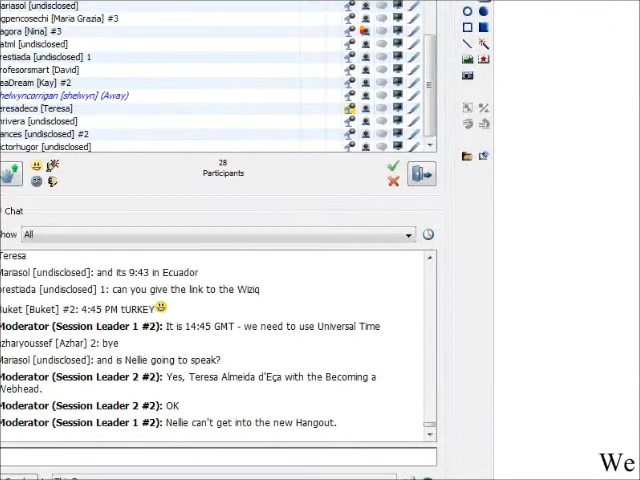 ariasol [undisclosed]
gpencosechi [Maria Grazia] #3
agora [Nina] #3
atml [undisclosed]
restiada [undisclosed] 1
rofesorsmart [David]
eaDream [Kay] #2
helwyncorrigan [shelwyn] (Away)
eresadeca [Teresa]
hrivera [undisclosed]
ances [undisclosed] #2
ctorhugor [undisclosed]
28
Participants
Chat
how All
Teresa
Mariasol [undisclosed]: and its 9:43 in Ecuador
orestiada [undisclosed] 1: can you give the link to the Wiziq
Buket [Buket] #2: 4:45 PM tURKEY
Moderator (Session Leader 1 #2): It is 14:45 GMT - we need to use Universal Time
azharyoussef [Azhar] 2: bye
Mariasol [undisclosed]: and is Nellie going to speak?
Moderator (Session Leader 2 #2): Yes, Teresa Almeida d'Eça with the Becoming a
Webhead.
Moderator (Session Leader 2 #2): OK
Moderator (Session Leader 1 #2): Nellie can't get into the new Hangout.
We